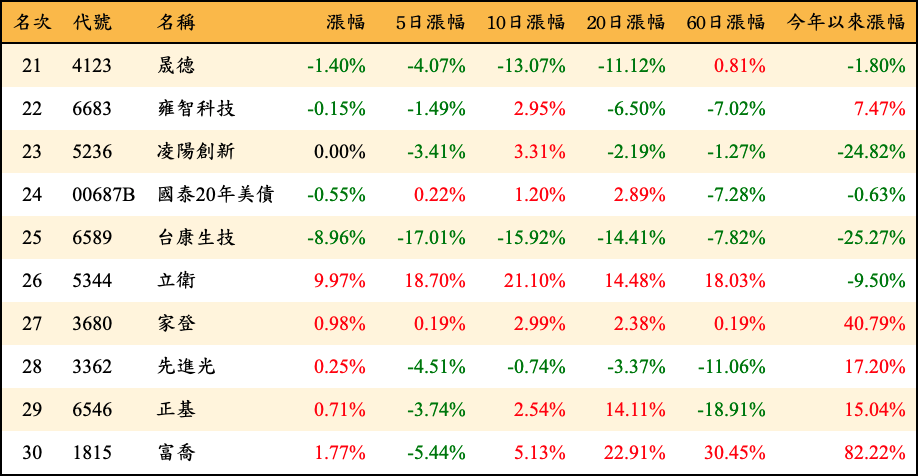 名次 代號 名稱 漲幅 5日漲幅 10日漲幅 20日漲幅 60日漲幅 今年以來漲幅
21 4123 晟德 -1.40% -4.07% -13.07% -11.12% 0.81% -1.80%
22 6683 雍智科技 -0.15% -1.49% 2.95% -6.50% -7.02% 7.47%
23 5236 凌陽創新 0.00% -3.41% 3.31% -2.19% -1.27% -24.82%
24 00687B 國泰20年美債 -0.55% 0.22% 1.20% 2.89% -7.28% -0.63%
25 6589 台康生技 -8.96% -17.01% -15.92% -14.41% -7.82% -25.27%
26 5344 立衛 9.97% 18.70% 21.10% 14.48% 18.03% -9.50%
27 3680 家登 0.98% 0.19% 2.99% 2.38% 0.19% 40.79%
28 3362 先進光 0.25% -4.51% -0.74% -3.37% -11.06% 17.20%
29 6546 正基 0.71% -3.74% 2.54% 14.11% -18.91% 15.04%
30 1815 富喬 1.77% -5.44% 5.13% 22.91% 30.45% 82.22%